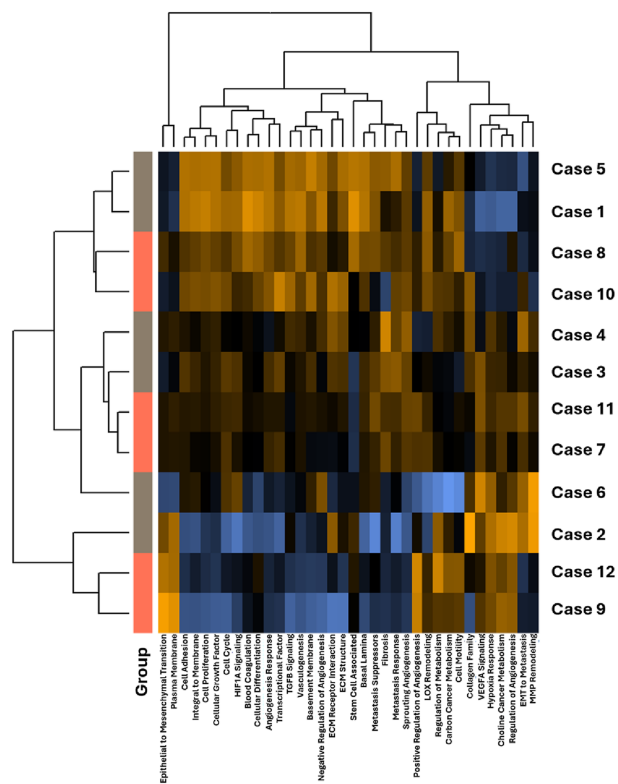 Case 5
Case 1
Case 8
Case 10
Case 4
Case 3
Case 11
Case 7
Case 6
Case 2
Case 12
Case 9
Group
Epithelial to Mesenchymal Transition
Plasma Membrane
Cell Adhesion
Integral to Membrane
Cell Proliferation
Cellular Growth Factor
Cell Cycle
HIF1A Signaling
Blood Coagulation
Cellular Differentiation
Angiogenesis Response
Transcriptional Factor
TGFB Signaling
Vasculogenesis
Basement Membrane
Negative Regulation of Angiogenesis
ECM Receptor Interaction
ECM Structure
Stem Cell Associated
Basal Lamina
Metastasis Suppressors
Fibrosis
Metastasis Response
Sprouting Angiogenesis
Positive Regulation of Angiogenesis
LOX Remodeling
Regulation of Metabolism
Carbon Cancer Metabolism
Cell Motility
Collagen Family
VEGFA Signaling
Hypoxia Response
Choline Cancer Metabolism
Regulation of Angiogenesis
EMT to Metastasis
MMP Remodeling